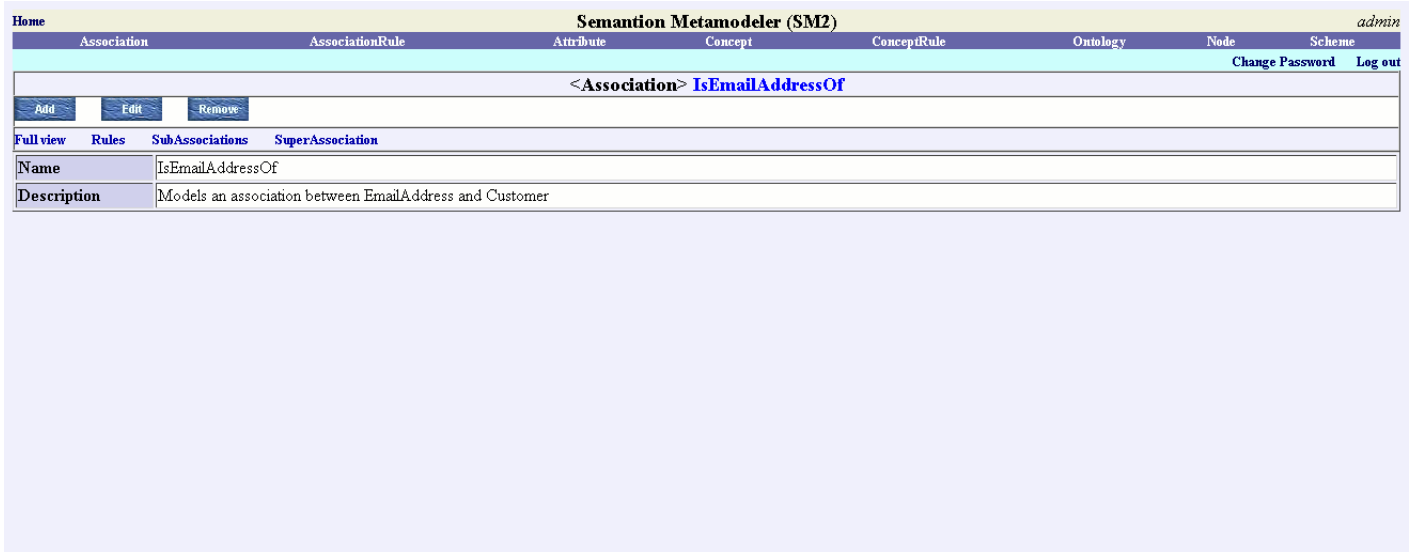 Home Semantion Metamodeler (SM2) admin
Association AssociationRule Attribute Concept ConceptRule Ontology Node Scheme
Change Password Log out
<Association> IsEmailAddressOf
Add Edit Remove
Full view Rules SubAssociations SuperAssociation
Name IsEmailAddressOf
Description Models an association between EmailAddress and Customer